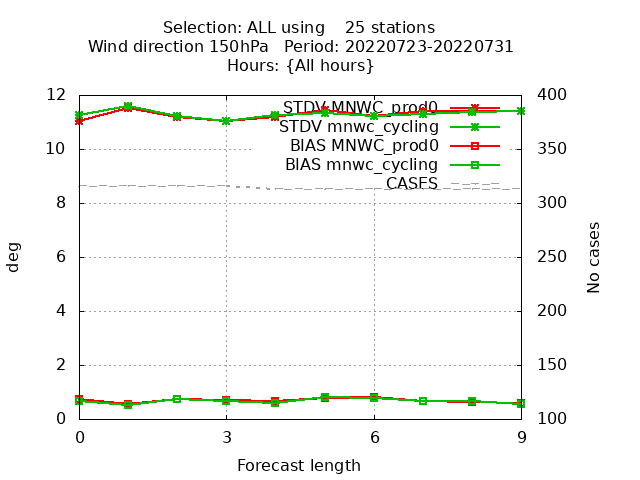 Selection: ALL using    25 stations
Wind direction 150hPa   Period: 20220723-20220731
Hours: {All hours}
12
10
8
6
4
2
0
deg
400
350
300
250
200
150
100
No cases
STDV MNWC_prod0
STDV mnwc_cycling
BIAS MNWC_prod0
BIAS mnwc_cycling
CASES
0 3 6 9
Forecast length